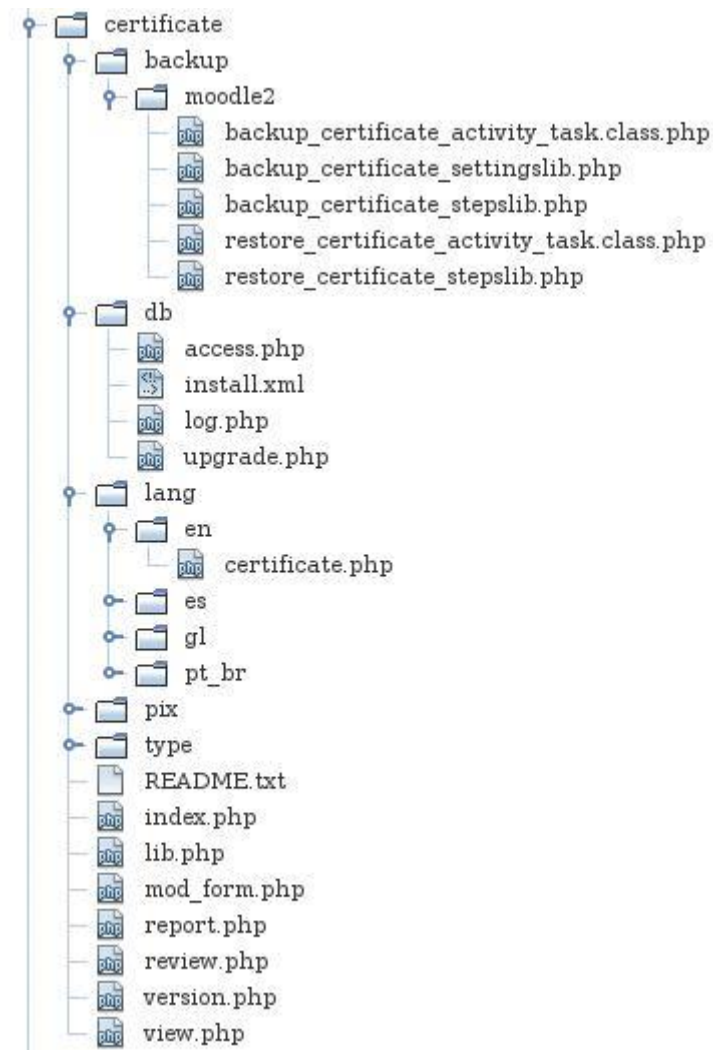 certificate
backup
moodle2
backup_certificate_activity_task.class.php
backup_certificate_settingslib.php
backup_certificate_stepslib.php
restore_certificate_activity_task.class.php
restore_certificate_stepslib.php
db
access.php
install.xml
log.php
upgrade.php
lang
en
certificate.php
es
gl
pt_br
pix
type
README.txt
index.php
lib.php
mod_form.php
report.php
review.php
version.php
view.php